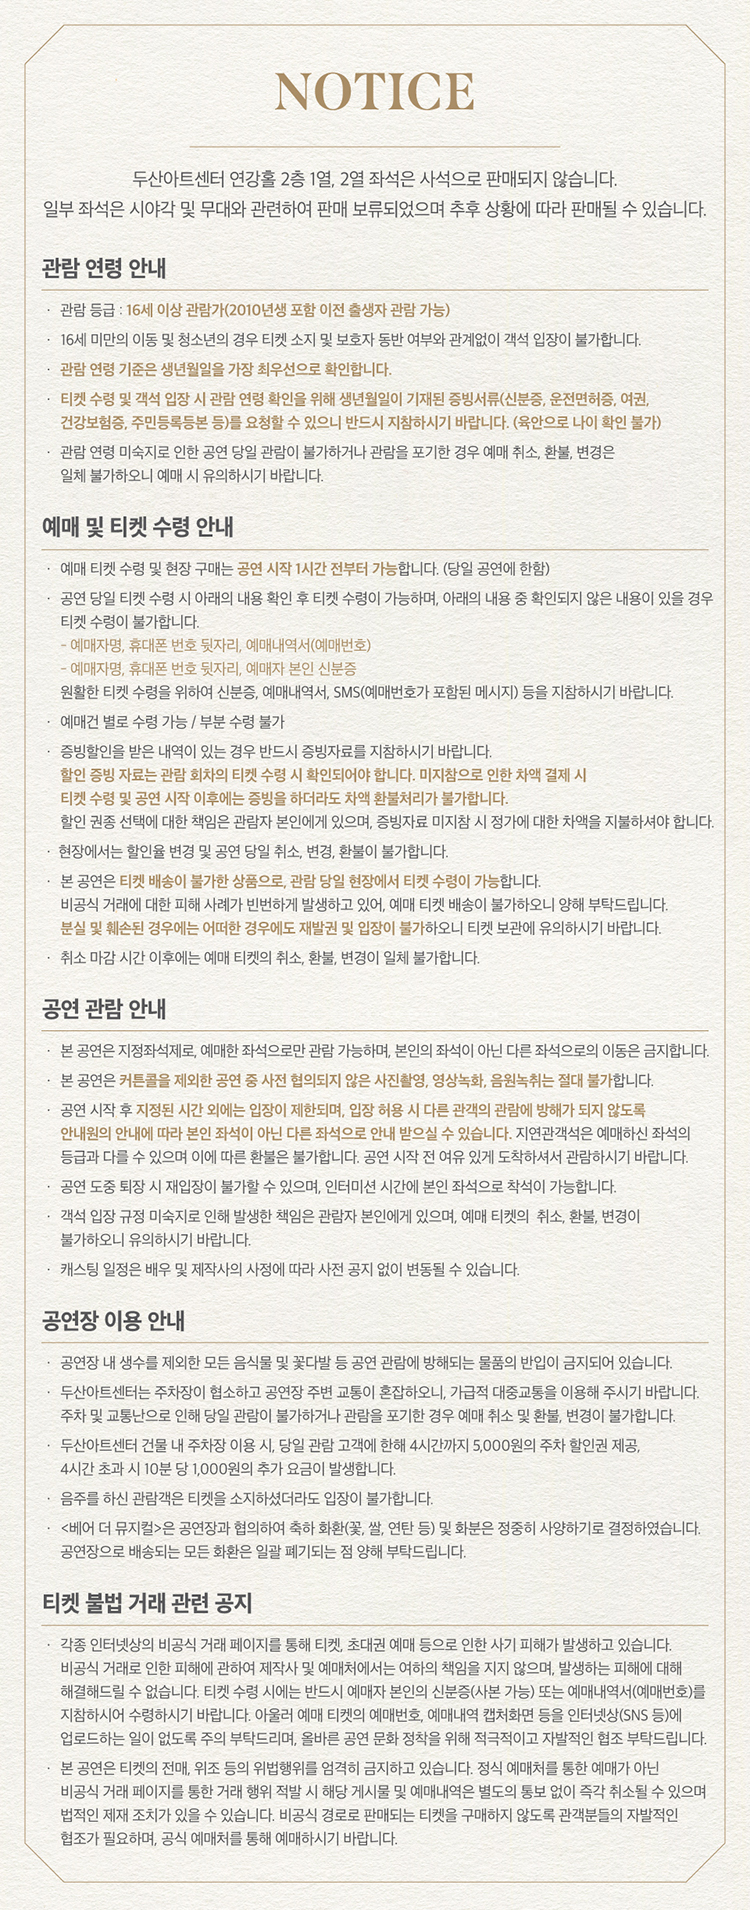 NOTICE
두산아트센터 연강홀 2층 1열, 2열 좌석은 사석으로 판매되지 않습니다.
일부 좌석은 시야각 및 무대와 관련하여 판매 보류되었으며 추후 상황에 따라 판매될 수 있습니다.
관람 연령 안내
· 관람 등급 : 16세 이상 관람가(2010년생 포함 이전 출생자 관람 가능)
· 16세 미만의 아동 및 청소년의 경우 티켓 소지 및 보호자 동반 여부와 관계없이 객석 입장이 불가합니다.
· 관람 연령 기준은 생년월일을 가장 최우선으로 확인합니다.
· 티켓 수령 및 객석 입장 시 관람 연령 확인을 위해 생년월일이 기재된 증빙서류(신분증, 운전면허증, 여권,
건강보험증, 주민등록등본 등)를 요청할 수 있으니 반드시 지참하시기 바랍니다. (육안으로 나이 확인 불가)
· 관람 연령 미숙지로 인한 공연 당일 관람이 불가하거나 관람을 포기한 경우 예매 취소, 환불, 변경은
일체 불가하오니 예매 시 유의하시기 바랍니다.
예매 및 티켓 수령 안내
· 예매 티켓 수령 및 현장 구매는 공연 시작 1시간 전부터 가능합니다. (당일 공연에 한함)
· 공연 당일 티켓 수령 시 아래의 내용 확인 후 티켓 수령이 가능하며, 아래의 내용 중 확인되지 않은 내용이 있을 경우
티켓 수령이 불가합니다.
- 예매자명, 휴대폰 번호 뒷자리, 예매내역서(예매번호)
- 예매자명, 휴대폰 번호 뒷자리, 예매자 본인 신분증
원활한 티켓 수령을 위하여 신분증, 예매내역서, SMS(예매번호가 포함된 메시지) 등을 지참하시기 바랍니다.
· 예매건 별로 수령 가능 / 부분 수령 불가
· 증빙할인을 받은 내역이 있는 경우 반드시 증빙자료를 지참하시기 바랍니다.
할인 증빙 자료는 관람 회차의 티켓 수령 시 확인되어야 합니다. 미지참으로 인한 차액 결제 시
티켓 수령 및 공연 시작 이후에는 증빙을 하더라도 차액 환불처리가 불가합니다.
할인 권종 선택에 대한 책임은 관람자 본인에게 있으며, 증빙자료 미지참 시 정가에 대한 차액을 지불하셔야 합니다.
· 현장에서는 할인율 변경 및 공연 당일 취소, 변경, 환불이 불가합니다.
· 본 공연은 티켓 배송이 불가한 상품으로, 관람 당일 현장에서 티켓 수령이 가능합니다.
비공식 거래에 대한 피해 사례가 빈번하게 발생하고 있어, 예매 티켓 배송이 불가하오니 양해 부탁드립니다.
분실 및 훼손된 경우에는 어떠한 경우에도 재발권 및 입장이 불가하오니 티켓 보관에 유의하시기 바랍니다.
· 취소 마감 시간 이후에는 예매 티켓의 취소, 환불, 변경이 일체 불가합니다.
공연 관람 안내
· 본 공연은 지정좌석제로, 예매한 좌석으로만 관람 가능하며, 본인의 좌석이 아닌 다른 좌석으로의 이동은 금지합니다.
· 본 공연은 커튼콜을 제외한 공연 중 사전 협의되지 않은 사진촬영, 영상녹화, 음원녹취는 절대 불가합니다.
· 공연 시작 후 지정된 시간 외에는 입장이 제한되며, 입장 허용 시 다른 관객의 관람에 방해가 되지 않도록
안내원의 안내에 따라 본인 좌석이 아닌 다른 좌석으로 안내 받으실 수 있습니다. 지연관객석은 예매하신 좌석의
등급과 다를 수 있으며 이에 따른 환불은 불가합니다. 공연 시작 전 여유 있게 도착하셔서 관람하시기 바랍니다.
· 공연 도중 퇴장 시 재입장이 불가할 수 있으며, 인터미션 시간에 본인 좌석으로 착석이 가능합니다.
· 객석 입장 규정 미숙지로 인해 발생한 책임은 관람자 본인에게 있으며, 예매 티켓의 취소, 환불, 변경이
불가하오니 유의하시기 바랍니다.
· 캐스팅 일정은 배우 및 제작사의 사정에 따라 사전 공지 없이 변동될 수 있습니다.
공연장 이용 안내
· 공연장 내 생수를 제외한 모든 음식물 및 꽃다발 등 공연 관람에 방해되는 물품의 반입이 금지되어 있습니다.
· 두산아트센터는 주차장이 협소하고 공연장 주변 교통이 혼잡하오니, 가급적 대중교통을 이용해 주시기 바랍니다.
주차 및 교통난으로 인해 당일 관람이 불가하거나 관람을 포기한 경우 예매 취소 및 환불, 변경이 불가합니다.
· 두산아트센터 건물 내 주차장 이용 시, 당일 관람 고객에 한해 4시간까지 5,000원의 주차 할인권 제공,
4시간 초과 시 10분 당 1,000원의 추가 요금이 발생합니다.
· 음주를 하신 관람객은 티켓을 소지하셨더라도 입장이 불가합니다.
· <베어 더 뮤지컬>은 공연장과 협의하여 축하 화환(꽃, 쌀, 연탄 등) 및 화분은 정중히 사양하기로 결정하였습니다.
공연장으로 배송되는 모든 화환은 일괄 폐기되는 점 양해 부탁드립니다.
티켓 불법 거래 관련 공지
· 각종 인터넷상의 비공식 거래 페이지를 통해 티켓, 초대권 예매 등으로 인한 사기 피해가 발생하고 있습니다.
비공식 거래로 인한 피해에 관하여 제작사 및 예매처에서는 여하의 책임을 지지 않으며, 발생하는 피해에 대해
해결해드릴 수 없습니다. 티켓 수령 시에는 반드시 예매자 본인의 신분증(사본 가능) 또는 예매내역서(예매번호)를
지참하시어 수령하시기 바랍니다. 아울러 예매 티켓의 예매번호, 예매내역 캡처화면 등을 인터넷상(SNS 등)에
업로드하는 일이 없도록 주의 부탁드리며, 올바른 공연 문화 정착을 위해 적극적이고 자발적인 협조 부탁드립니다.
· 본 공연은 티켓의 전매, 위조 등의 위법행위를 엄격히 금지하고 있습니다. 정식 예매처를 통한 예매가 아닌
비공식 거래 페이지를 통한 거래 행위 적발 시 해당 게시물 및 예매내역은 별도의 통보 없이 즉각 취소될 수 있으며
법적인 제재 조치가 있을 수 있습니다. 비공식 경로로 판매되는 티켓을 구매하지 않도록 관객분들의 자발적인
협조가 필요하며, 공식 예매처를 통해 예매하시기 바랍니다.